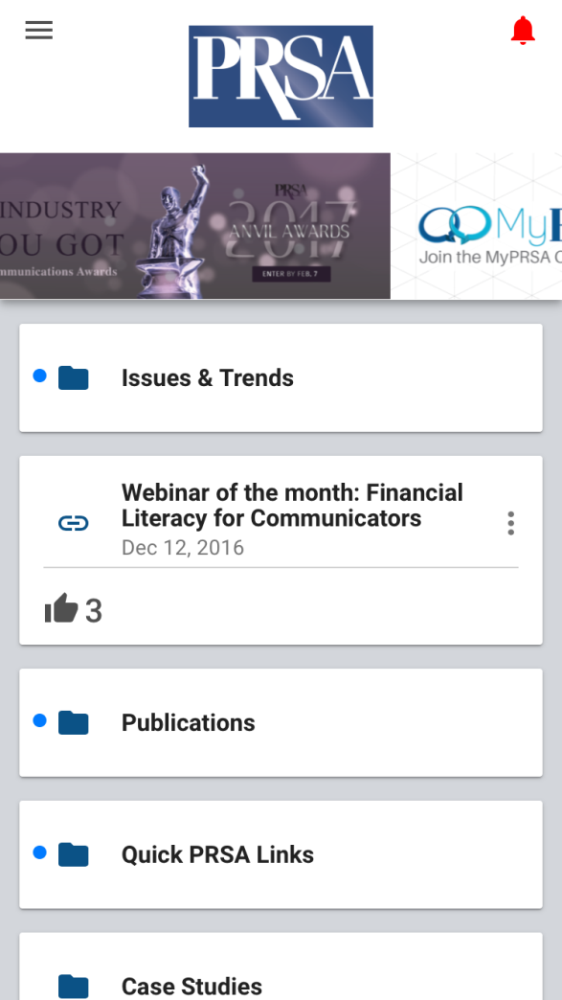 PRSA
INDUSTRY
OU GOT
mmunications Awards
PRSA
2017
ANVIL AWARDS
ENTER BY FEB. 7
MyP
Join the MyPRSA C
Issues & Trends
Webinar of the month: Financial
Literacy for Communicators
Dec 12, 2016
3
Publications
Quick PRSA Links
Case Studies